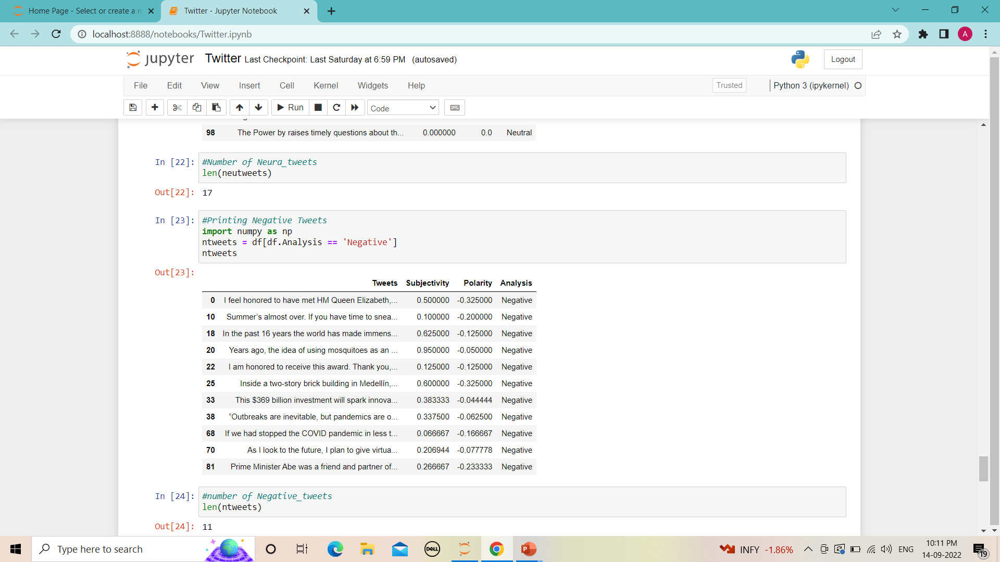 Home Page - Select or create a n
Twitter - Jupyter Notebook
localhost:8888/notebooks/Twitter.ipynb
A
jupyter Twitter Last Checkpoint: Last Saturday at 6:59 PM (autosaved)
Logout
File Edit View Insert Cell Kernel Widgets Help
Trusted
Python 3 (ipykernel)
Run
Code
98 The Power by raises timely questions about th... 0.000000 0.0 Neutral
In [22]: #Number of Neura_tweets
len(neutweets)
Out[22]: 17
In [23]: #Printing Negative Tweets
import numpy as np
ntweets = df[df.Analysis == 'Negative']
ntweets
Out[23]:
Tweets Subjectivity Polarity Analysis
0 I feel honored to have met HM Queen Elizabeth,... 0.500000 -0.325000 Negative
10 Summer’s almost over. If you have time to snea... 0.100000 -0.200000 Negative
18 In the past 16 years the world has made immens... 0.625000 -0.125000 Negative
20 Years ago, the idea of using mosquitoes as an ... 0.950000 -0.050000 Negative
22 I am honored to receive this award. Thank you,... 0.125000 -0.125000 Negative
25 Inside a two-story brick building in Medellín,... 0.600000 -0.325000 Negative
33 This $369 billion investment will spark innova... 0.383333 -0.044444 Negative
38 “Outbreaks are inevitable, but pandemics are o... 0.337500 -0.062500 Negative
68 If we had stopped the COVID pandemic in less t... 0.066667 -0.166667 Negative
70 As I look to the future, I plan to give virtua... 0.206944 -0.077778 Negative
81 Prime Minister Abe was a friend and partner of... 0.266667 -0.233333 Negative
In [24]: #number of Negative_tweets
len(ntweets)
Out[24]: 11
Type here to search
DELL
P
INFY -1.86%
ENG
10:11 PM
14-09-2022
19